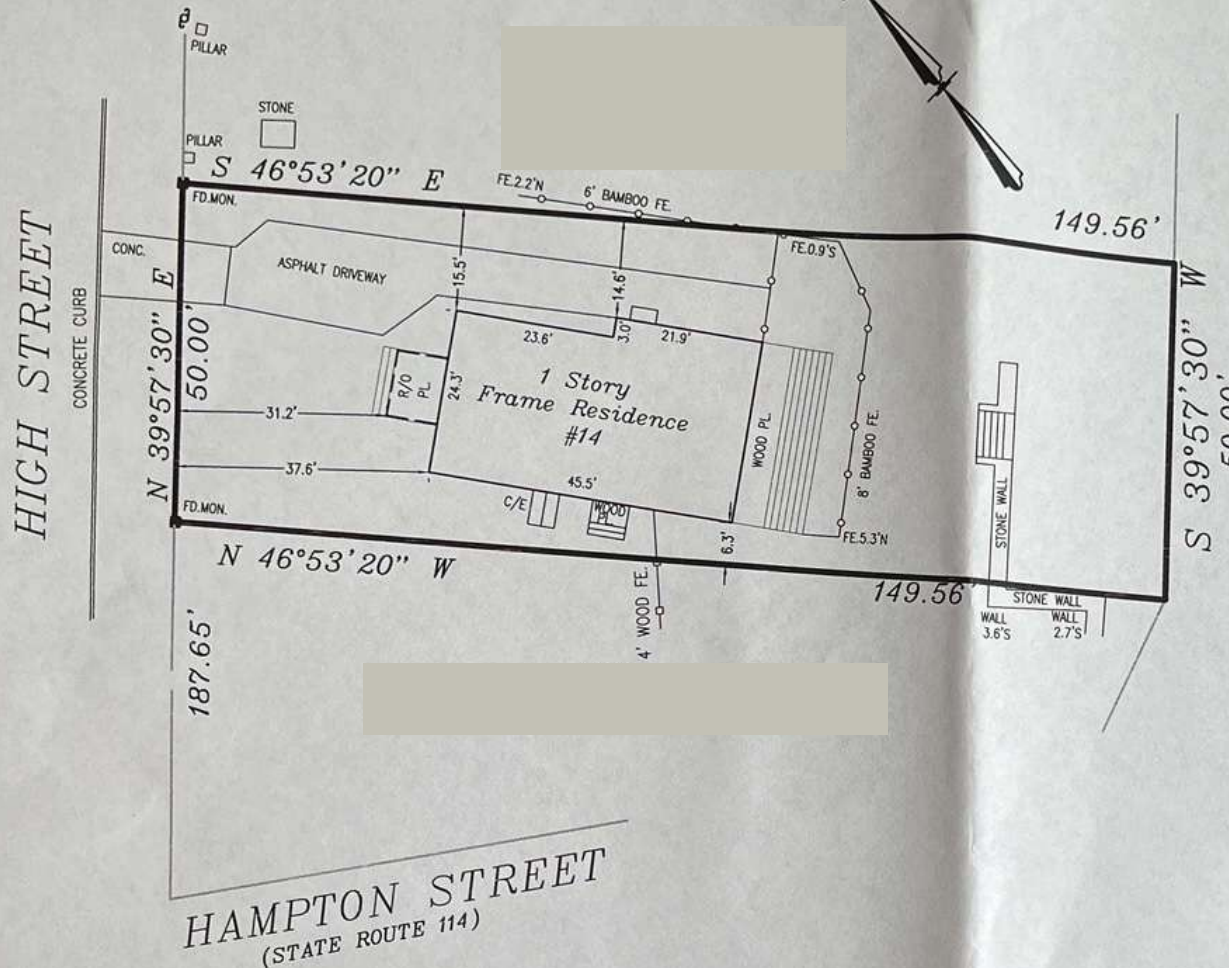 PILLAR
STONE
PILLAR
S 46°53'20" E
FE.2.2'N
6' BAMBOO FE.
149.56'
FD.MON.
FE.0.9'S
CONC.
ASPHALT DRIVEWAY
15.5'
14.6'
HIGH STREET
CONCRETE CURB
N 39°57'30" E
50.00'
23.6'
3.0'
21.9'
R/O
PL.
24.3'
1 Story
Frame Residence
#14
31.2'
37.6'
45.5'
WOOD PL.
8' BAMBOO FE.
STONE WALL
S 39°57'30" W
50.00'
FD.MON.
C/E
WOOD
PL.
6.3'
FE.5.3'N
N 46°53'20" W
4' WOOD FE.
149.56'
STONE WALL
WALL
3.6'S
WALL
2.7'S
187.65'
HAMPTON STREET
(STATE ROUTE 114)